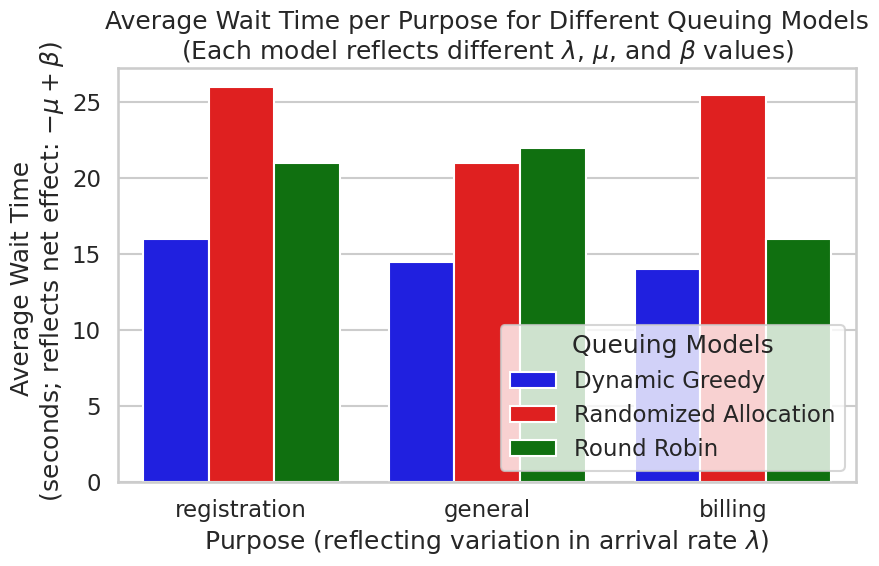 Average Wait Time per Purpose for Different Queuing Models
(Each model reflects different λ, μ, and β values)
Average Wait Time
(seconds; reflects net effect: −μ + β)
25
20
15
10
5
0
Queuing Models
Dynamic Greedy
Randomized Allocation
Round Robin
registration general billing
Purpose (reflecting variation in arrival rate λ)